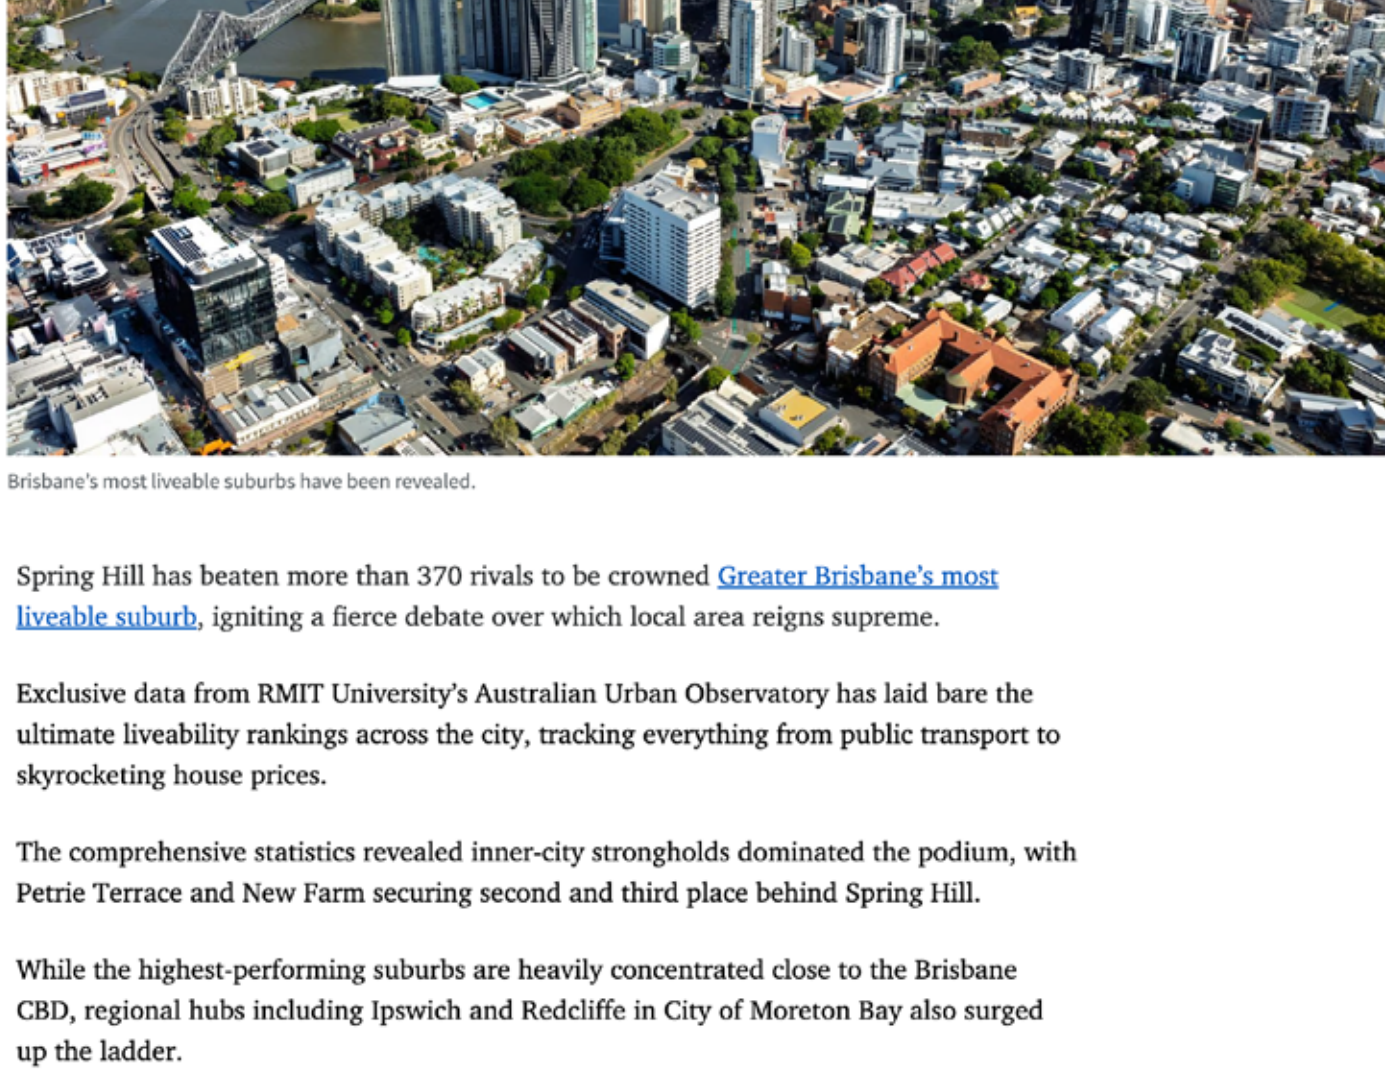 Brisbane's most liveable suburbs have been revealed.
Spring Hill has beaten more than 370 rivals to be crowned Greater Brisbane's most
liveable suburb, igniting a fierce debate over which local area reigns supreme.
Exclusive data from RMIT University's Australian Urban Observatory has laid bare the
ultimate liveability rankings across the city, tracking everything from public transport to
skyrocketing house prices.
The comprehensive statistics revealed inner-city strongholds dominated the podium, with
Petrie Terrace and New Farm securing second and third place behind Spring Hill.
While the highest-performing suburbs are heavily concentrated close to the Brisbane
CBD, regional hubs including Ipswich and Redcliffe in City of Moreton Bay also surged
up the ladder.